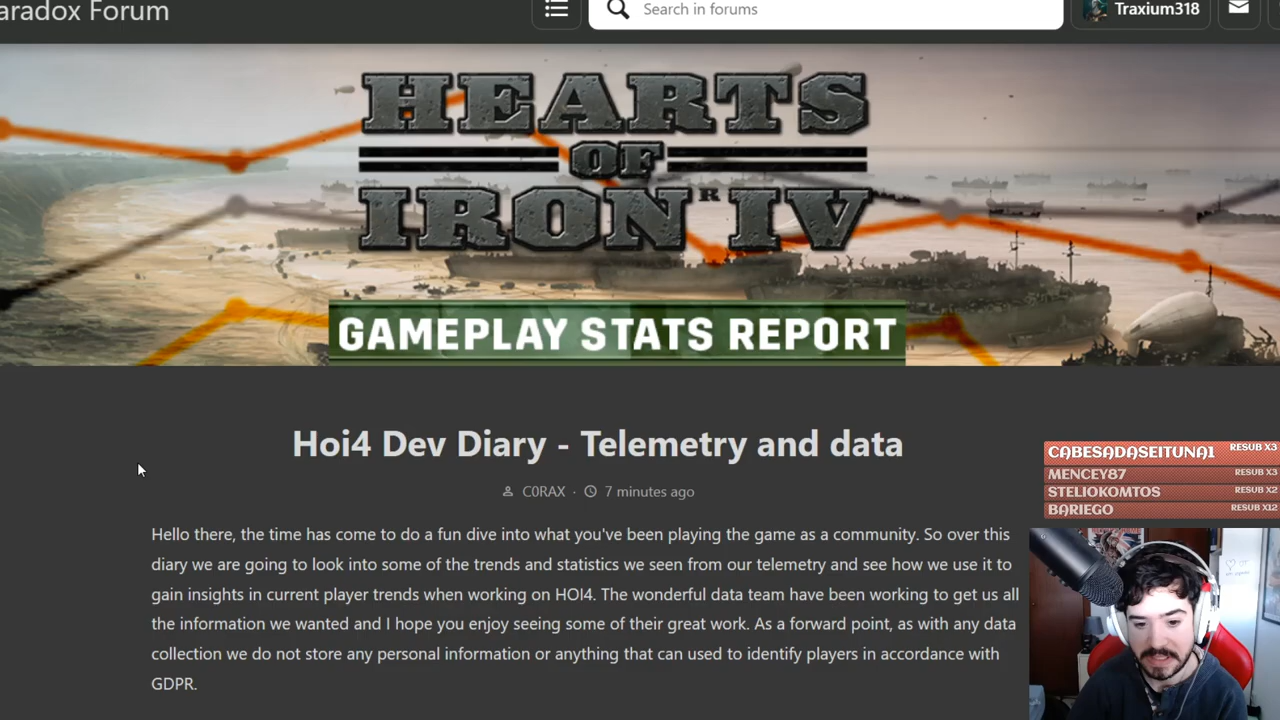 aradox Forum
Search in forums
Traxium318
HEARTS
OF
IRON® IV
GAMEPLAY STATS REPORT
Hoi4 Dev Diary - Telemetry and data
C0RAX · 7 minutes ago
Hello there, the time has come to do a fun dive into what you've been playing the game as a community. So over this
diary we are going to look into some of the trends and statistics we seen from our telemetry and see how we use it to
gain insights in current player trends when working on HOI4. The wonderful data team have been working to get us all
the information we wanted and I hope you enjoy seeing some of their great work. As a forward point, as with any data
collection we do not store any personal information or anything that can used to identify players in accordance with
GDPR.
CABESADASEITUNA1 RESUB X3
MENCEY87 RESUB X3
STELIOKOMTOS RESUB X2
BARIEGO RESUB X12